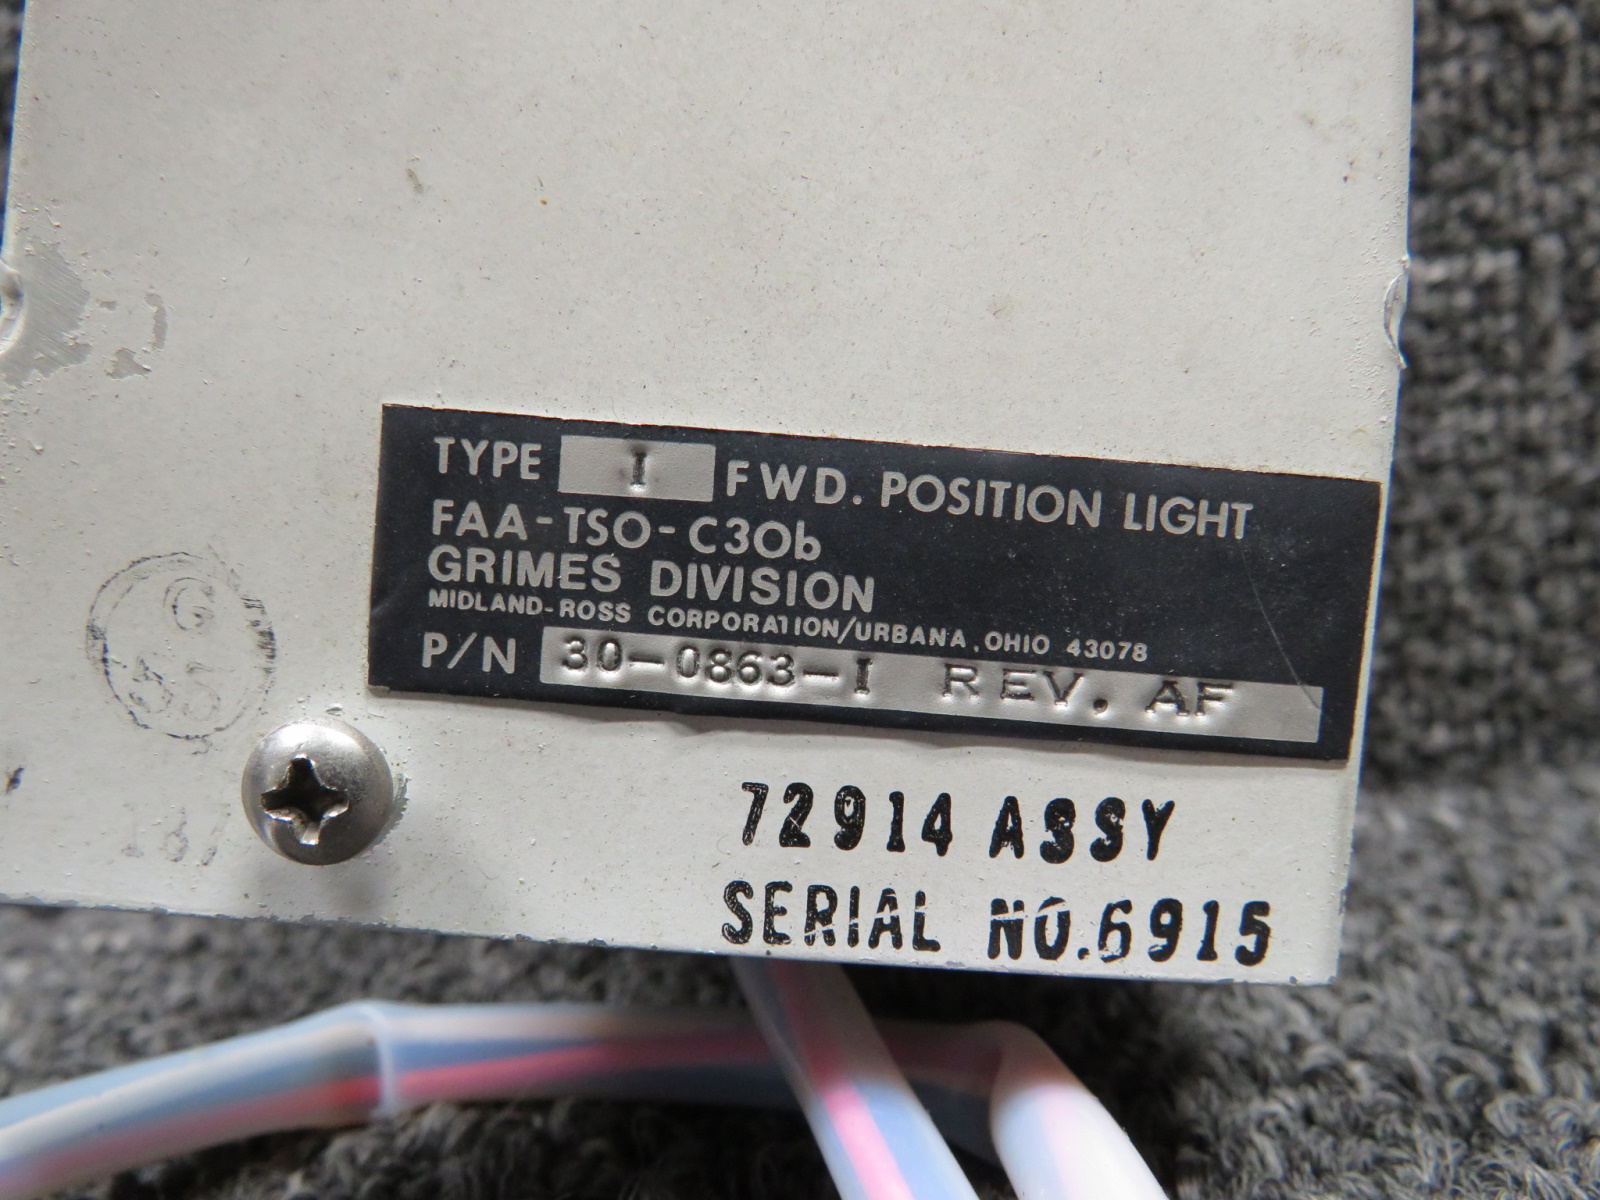 TYPE I FWD. POSITION LIGHT
FAA-TSO-C30b
GRIMES DIVISION
MIDLAND-ROSS CORPORATION/URBANA, OHIO 43078
P/N 30-0863-1 REV. AF
72914 ASSY
SERIAL NO.6915